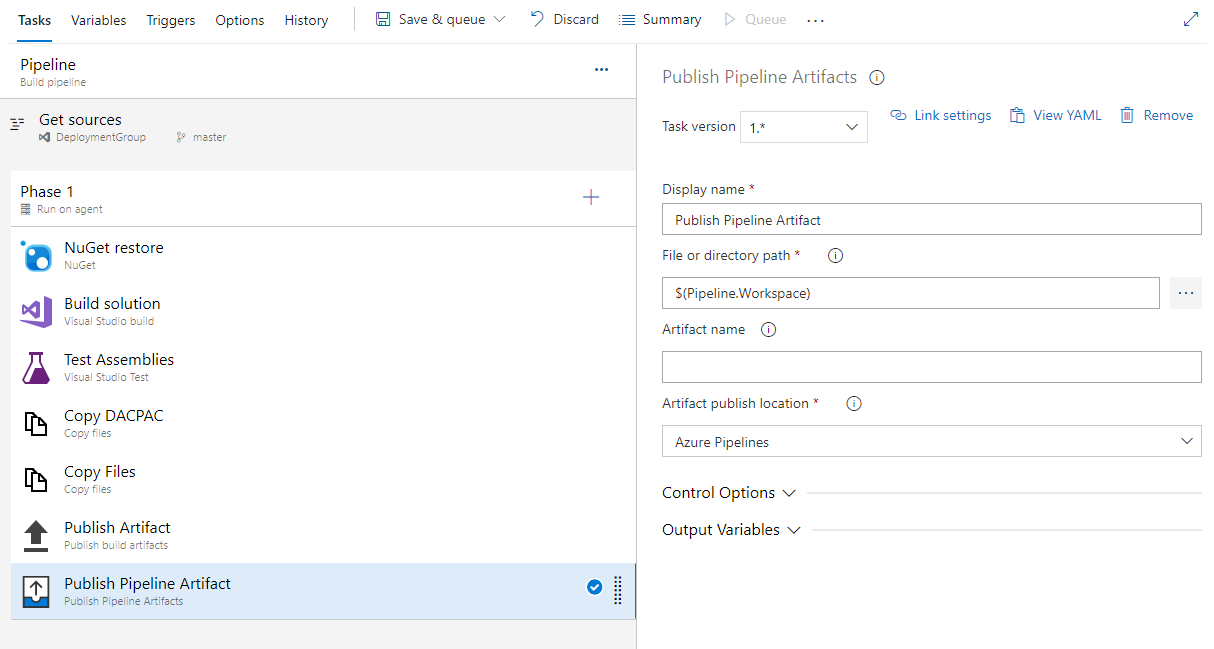 Tasks Variables Triggers Options History Save & queue Discard Summary Queue ...
Pipeline
Build pipeline
...
Get sources
DeploymentGroup master
Phase 1
Run on agent
NuGet restore
NuGet
Build solution
Visual Studio build
Test Assemblies
Visual Studio Test
Copy DACPAC
Copy files
Copy Files
Copy files
Publish Artifact
Publish build artifacts
Publish Pipeline Artifact
Publish Pipeline Artifacts
Publish Pipeline Artifacts
Task version 1.* Link settings View YAML Remove
Display name *
Publish Pipeline Artifact
File or directory path *
$(Pipeline.Workspace) ...
Artifact name
Artifact publish location *
Azure Pipelines
Control Options
Output Variables